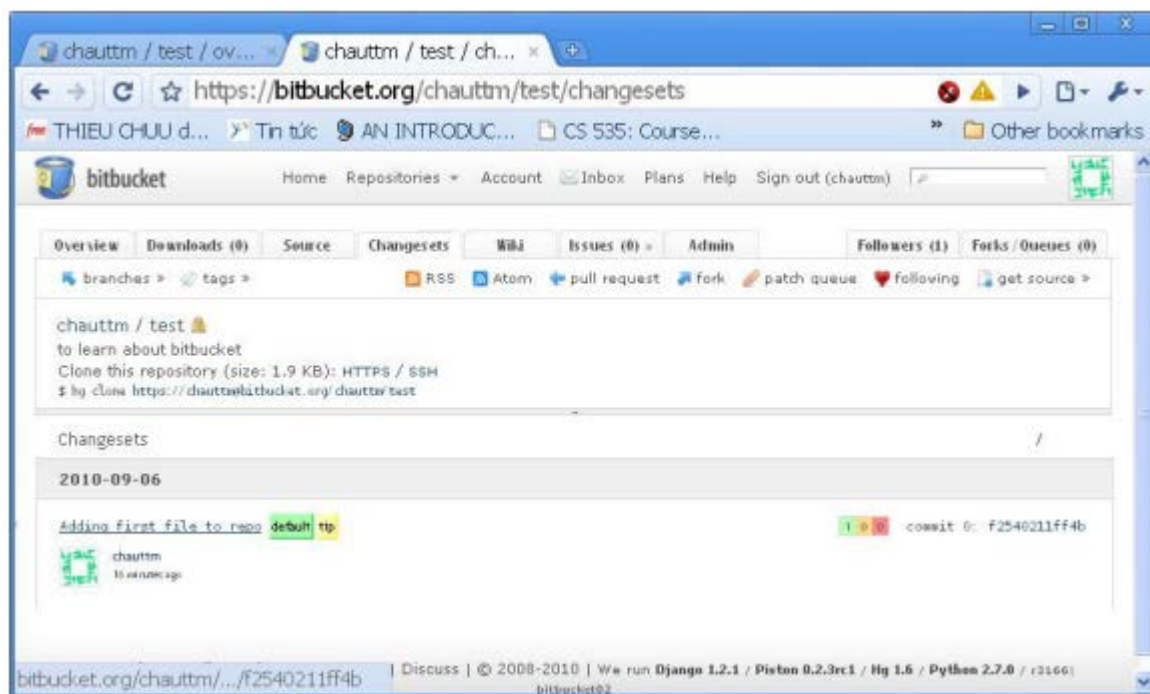 chauttm / test / ov...
chauttm / test / ch...
https://bitbucket.org/chauttm/test/changesets
THIEU CHUU d... Tin tức AN INTRODUC... CS 535: Course... » Other bookmarks
bitbucket Home Repositories Account Inbox Plans Help Sign out (chauttm)
Overview Downloads (0) Source Changesets Wiki Issues (0) » Admin Followers (1) Forks/Queues (0)
branches » tags » RSS Atom pull request fork patch queue following get source »
chauttm / test
to learn about bitbucket
Clone this repository (size: 1.9 KB): HTTPS / SSH
$ hg clone https://chauttm@bitbucket.org/chauttm/test
Changesets /
2010-09-06
Adding first file to repo default tip 1 0 0 commit 0: f2540211ff4b
chauttm
minutes ago
bitbucket.org/chauttm/.../f2540211ff4b | Discuss | © 2008-2010 | We run Django 1.2.1 / Piston 0.2.3rc1 / Hg 1.6 / Python 2.7.0 / r3166|
bitbucket02